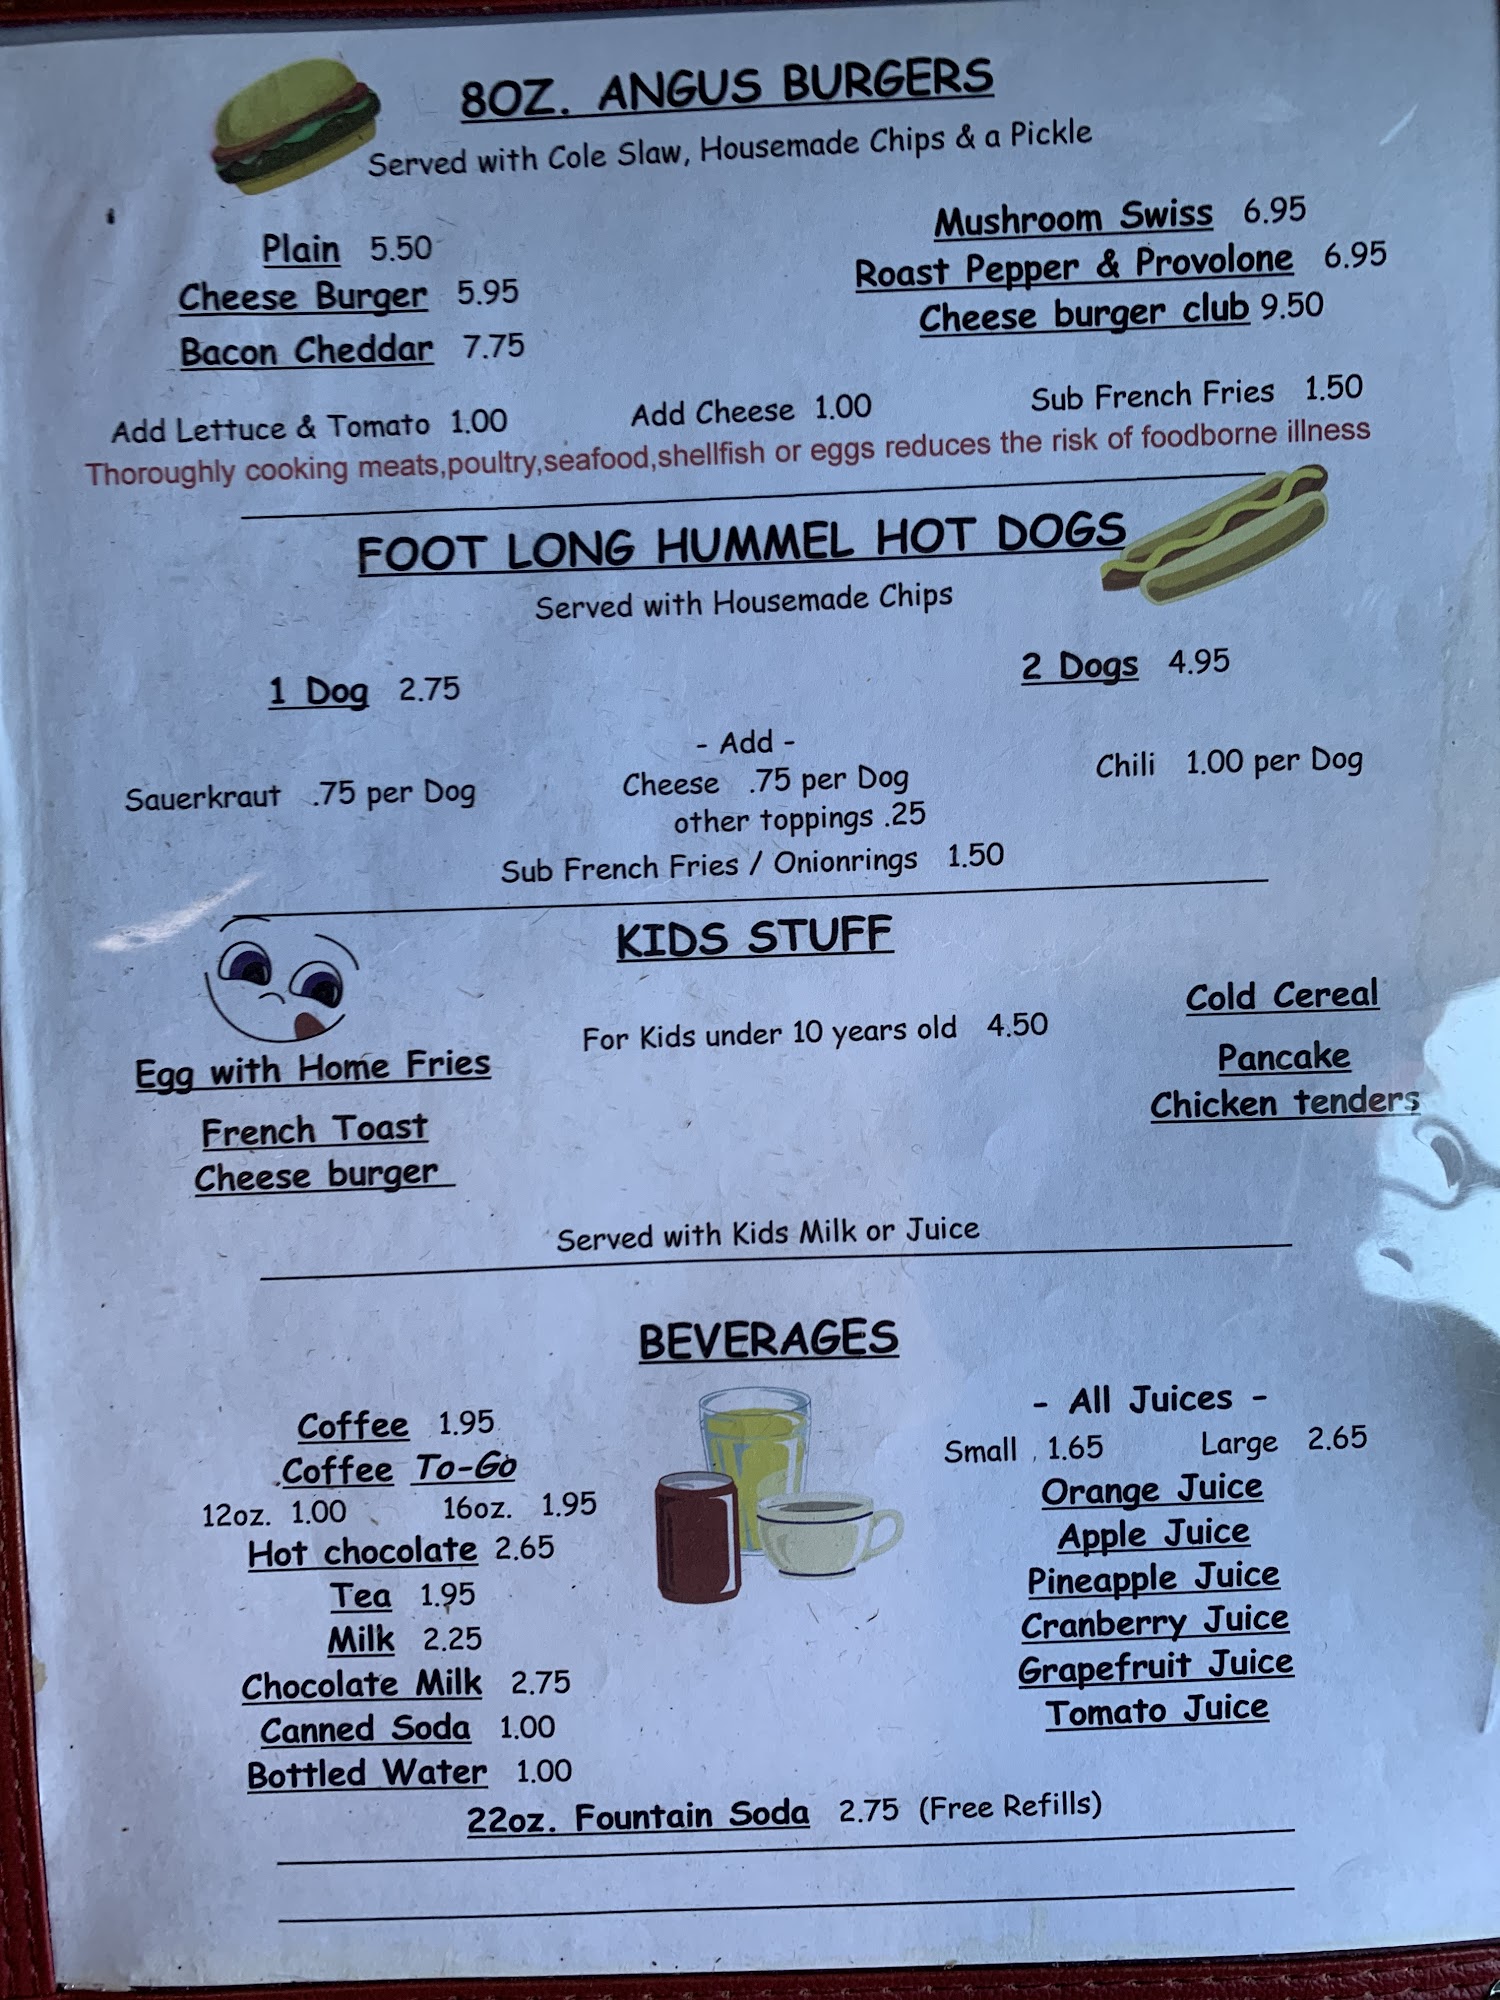 8OZ. ANGUS BURGERS
Served with Cole Slaw, Housemade Chips & a Pickle
Plain 5.50
Cheese Burger 5.95
Bacon Cheddar 7.75
Mushroom Swiss 6.95
Roast Pepper & Provolone 6.95
Cheese burger club 9.50
Add Lettuce & Tomato 1.00 Add Cheese 1.00 Sub French Fries 1.50
Thoroughly cooking meats,poultry,seafood,shellfish or eggs reduces the risk of foodborne illness
FOOT LONG HUMMEL HOT DOGS
Served with Housemade Chips
1 Dog 2.75 2 Dogs 4.95
- Add -
Sauerkraut .75 per Dog Cheese .75 per Dog Chili 1.00 per Dog
other toppings .25
Sub French Fries / Onionrings 1.50
KIDS STUFF
For Kids under 10 years old 4.50
Egg with Home Fries
French Toast
Cheese burger
Cold Cereal
Pancake
Chicken tenders
Served with Kids Milk or Juice
BEVERAGES
Coffee 1.95
Coffee To-Go
12oz. 1.00 16oz. 1.95
Hot chocolate 2.65
Tea 1.95
Milk 2.25
Chocolate Milk 2.75
Canned Soda 1.00
Bottled Water 1.00
- All Juices -
Small 1.65 Large 2.65
Orange Juice
Apple Juice
Pineapple Juice
Cranberry Juice
Grapefruit Juice
Tomato Juice
22oz. Fountain Soda 2.75 (Free Refills)